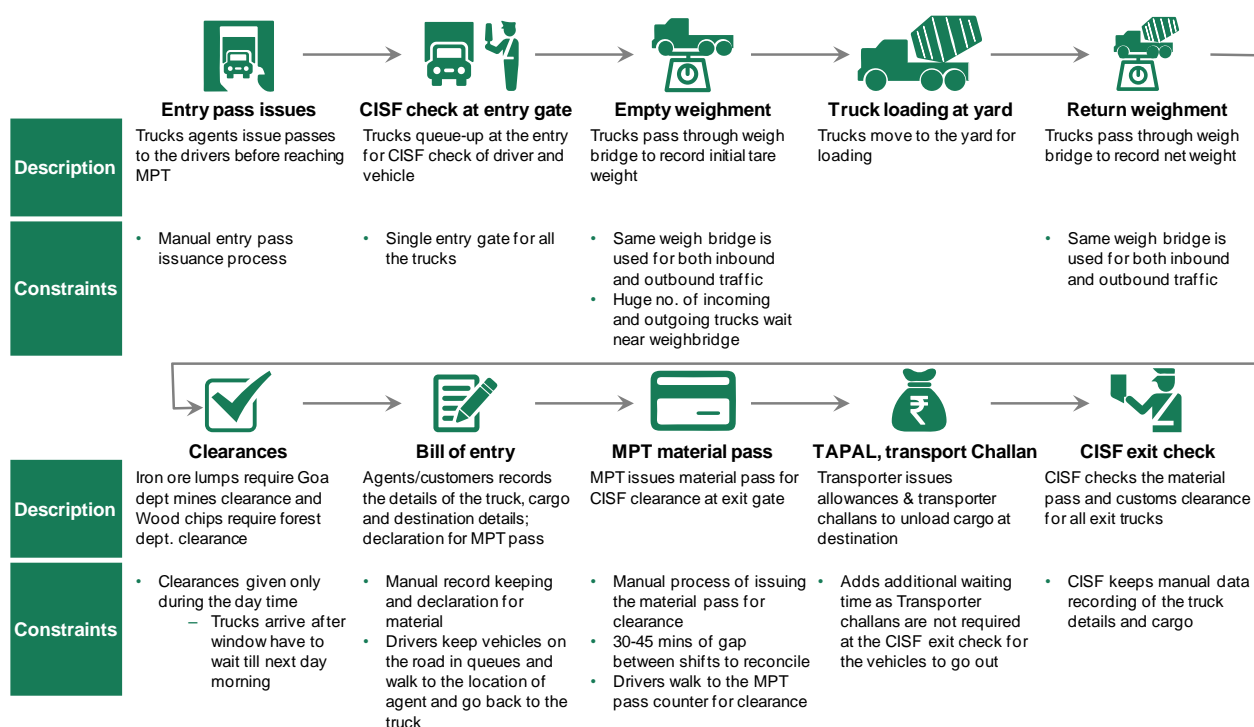 Entry pass issues
CISF check at entry gate
Empty weighment
Truck loading at yard
Return weighment
Description
Trucks agents issue passes
to the drivers before reaching
MPT
Trucks queue-up at the entry
for CISF check of driver and
vehicle
Trucks pass through weigh
bridge to record initial tare
weight
Trucks move to the yard for
loading
Trucks pass through weigh
bridge to record net weight
Constraints
• Manual entry pass
issuance process
• Single entry gate for all
the trucks
• Same weigh bridge is
used for both inbound
and outbound traffic
• Huge no. of incoming
and outgoing trucks wait
near weighbridge
• Same weigh bridge is
used for both inbound
and outbound traffic
₹
Clearances
Bill of entry
MPT material pass
TAPAL, transport Challan
CISF exit check
Description
Iron ore lumps require Goa
dept mines clearance and
Wood chips require forest
dept. clearance
Agents/customers records
the details of the truck, cargo
and destination details;
declaration for MPT pass
MPT issues material pass for
CISF clearance at exit gate
Transporter issues
allowances & transporter
challans to unload cargo at
destination
CISF checks the material
pass and customs clearance
for all exit trucks
Constraints
• Clearances given only
during the day time
– Trucks arrive after
window have to
wait till next day
morning
• Manual record keeping
and declaration for
material
• Drivers keep vehicles on
the road in queues and
walk to the location of
agent and go back to the
truck
• Manual process of issuing
the material pass for
clearance
• 30-45 mins of gap
between shifts to reconcile
• Drivers walk to the MPT
pass counter for clearance
• Adds additional waiting
time as Transporter
challans are not required
at the CISF exit check for
the vehicles to go out
• CISF keeps manual data
recording of the truck
details and cargo